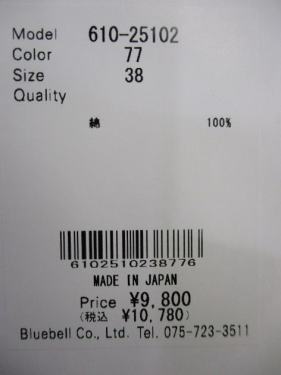 Model 610-25102
Color 77
Size 38
Quality
綿 100%
6102510238776
MADE IN JAPAN
Price ¥9,800
(税込 ¥10,780)
Bluebell Co., Ltd. Tel. 075-723-3511